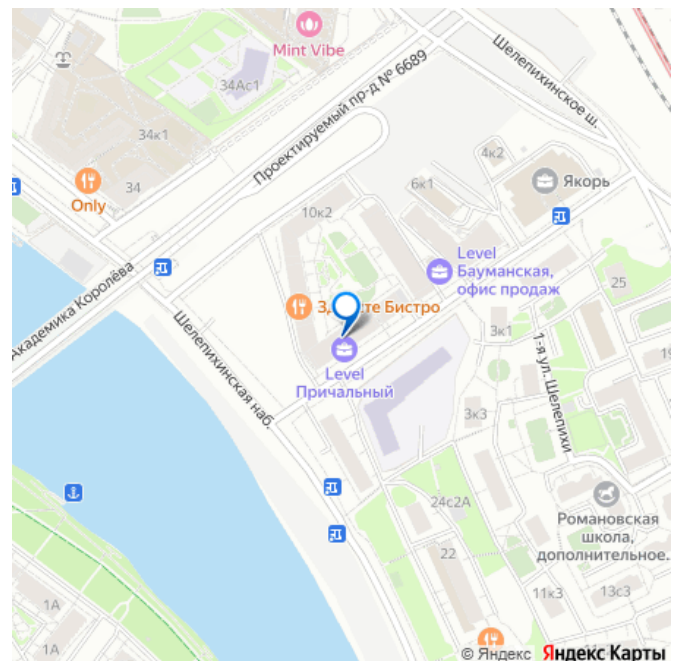 Mint Vibe
34Ас1
Шелепихинское ш.
Проектируемый пр-д № 6689
34к1
4к2
Якорь
6к1
34
Only
10к2
Level
Бауманская,
офис продаж
25
Академика Королёва
Бистро
3к1
1-я ул. Шелепихи
Шелепихинская наб.
Level
Причальный
3к3
24с2А
Романовская
школа,
дополнительное...
22
11к3
13с3
1А
1А
© Яндекс Яндекс Карты